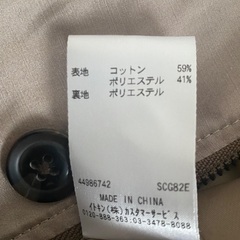 表地 コットン 59%
ポリエステル 41%
裏地 ポリエステル
44986742 SCG82E
MADE IN CHINA
イトキン(株)カスタマーサービス
0120-888-363:03-3478-8088